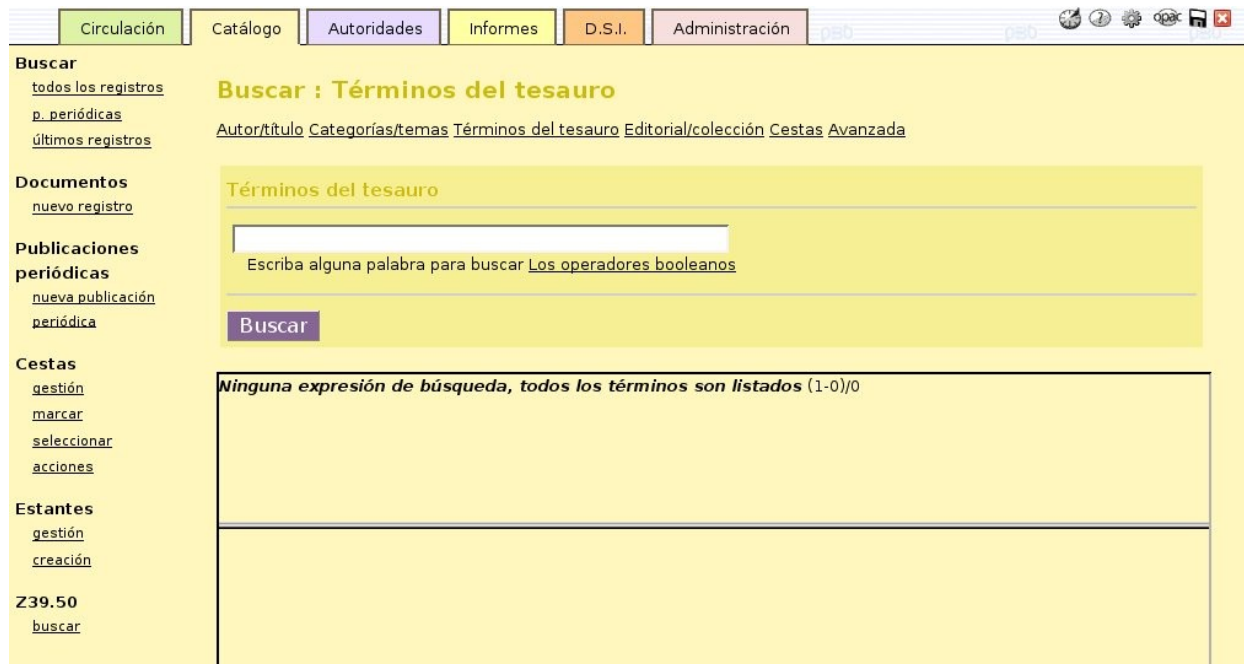 Circulación Catálogo Autoridades Informes D.S.I. Administración pmb pmb opac pmb
Buscar
todos los registros
p. periódicas
últimos registros
Documentos
nuevo registro
Publicaciones
periódicas
nueva publicación
periódica
Cestas
gestión
marcar
seleccionar
acciones
Estantes
gestión
creación
Z39.50
buscar
Buscar : Términos del tesauro
Autor/título Categorías/temas Términos del tesauro Editorial/colección Cestas Avanzada
Términos del tesauro
Escriba alguna palabra para buscar Los operadores booleanos
Buscar
Ninguna expresión de búsqueda, todos los términos son listados (1-0)/0